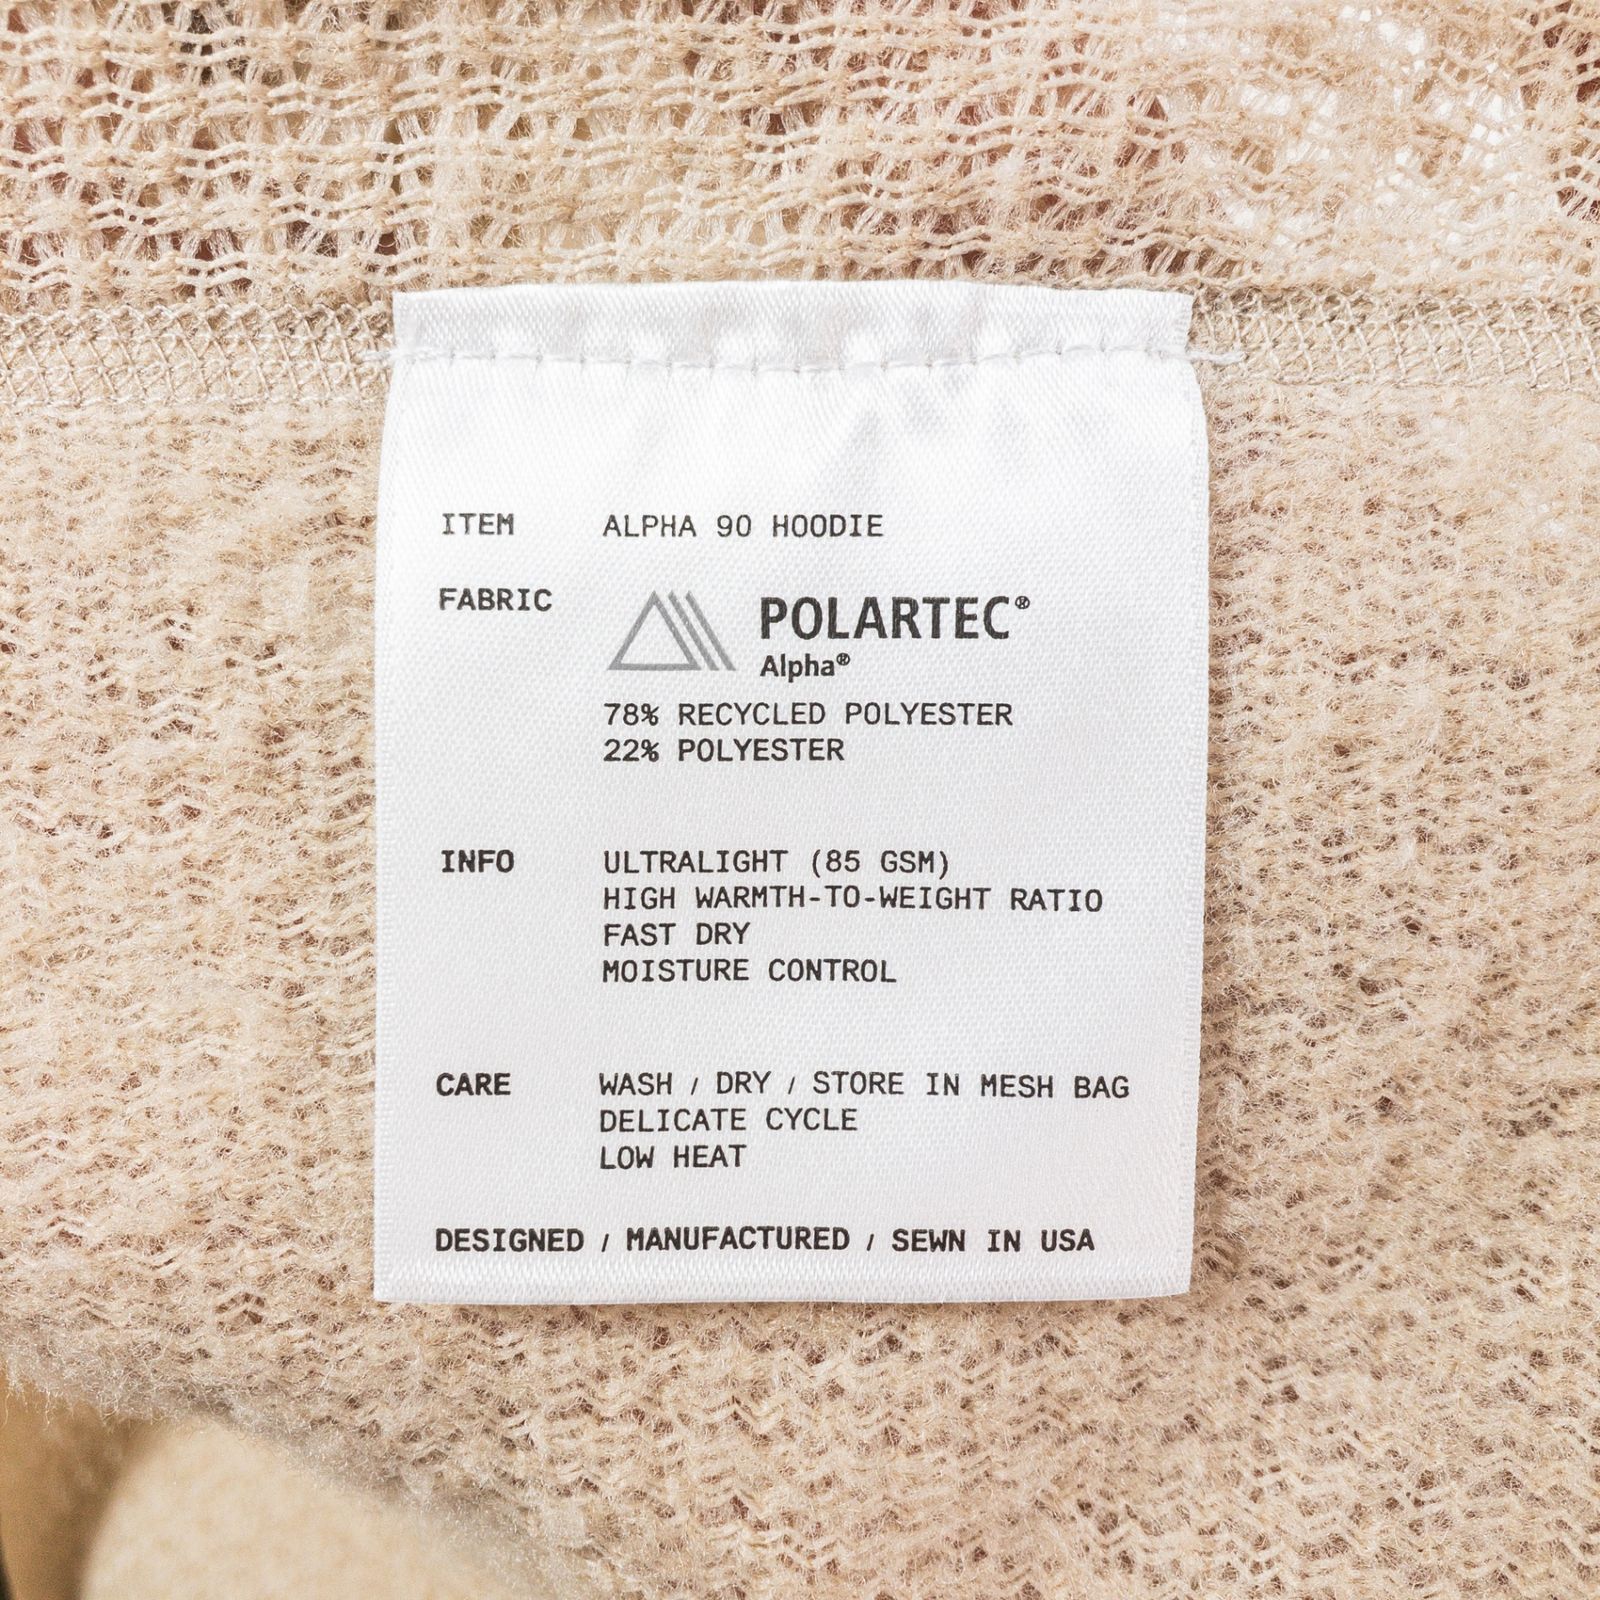 ITEM ALPHA 90 HOODIE
FABRIC POLARTEC®
Alpha®
78% RECYCLED POLYESTER
22% POLYESTER
INFO ULTRALIGHT (85 GSM)
HIGH WARMTH-TO-WEIGHT RATIO
FAST DRY
MOISTURE CONTROL
CARE WASH / DRY / STORE IN MESH BAG
DELICATE CYCLE
LOW HEAT
DESIGNED / MANUFACTURED / SEWN IN USA